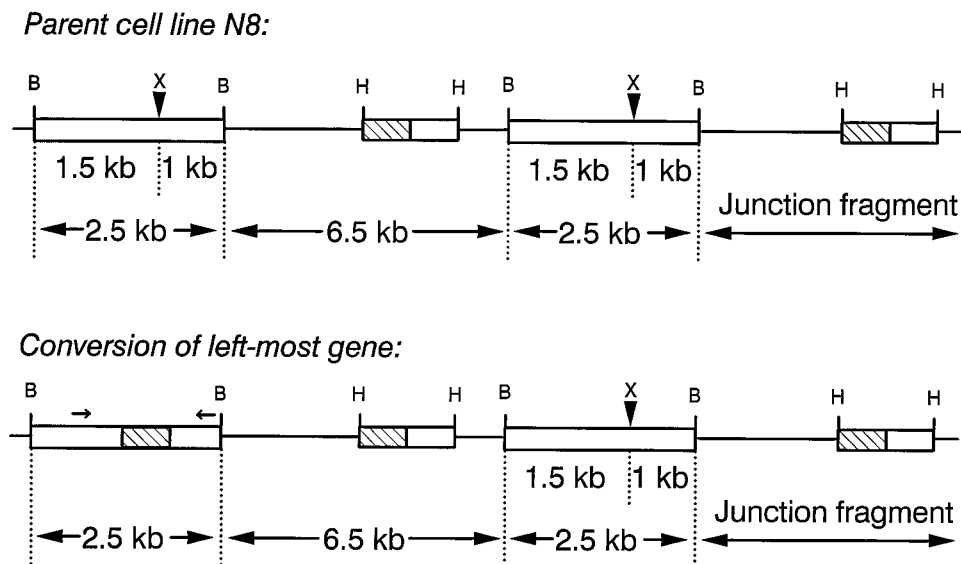 Parent cell line N8:
B X B H H B X B H H
1.5 kb 1 kb 1.5 kb 1 kb
Junction fragment
2.5 kb 6.5 kb 2.5 kb
Conversion of left-most gene:
B B H H B X B H H
1.5 kb 1 kb
Junction fragment
2.5 kb 6.5 kb 2.5 kb